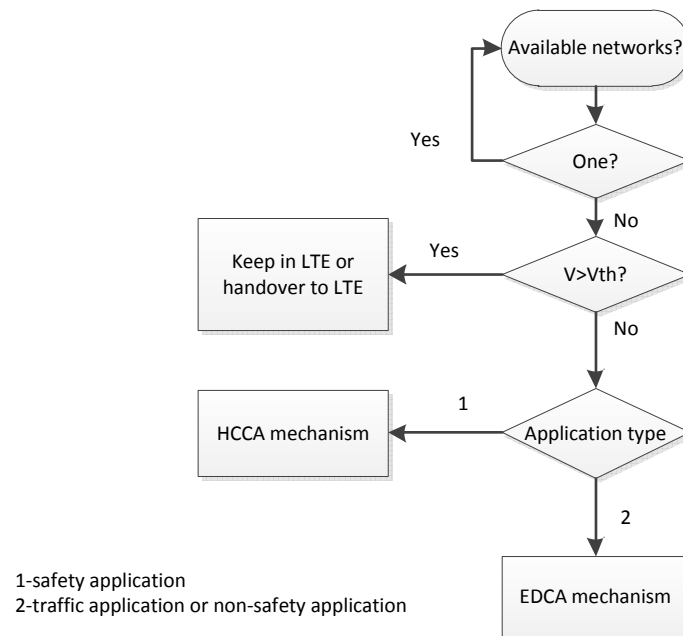 Available networks?
Yes
One?
No
Keep in LTE or
handover to LTE
Yes
V>Vth?
No
HCCA mechanism
1
Application type
2
1-safety application
2-traffic application or non-safety application
EDCA mechanism